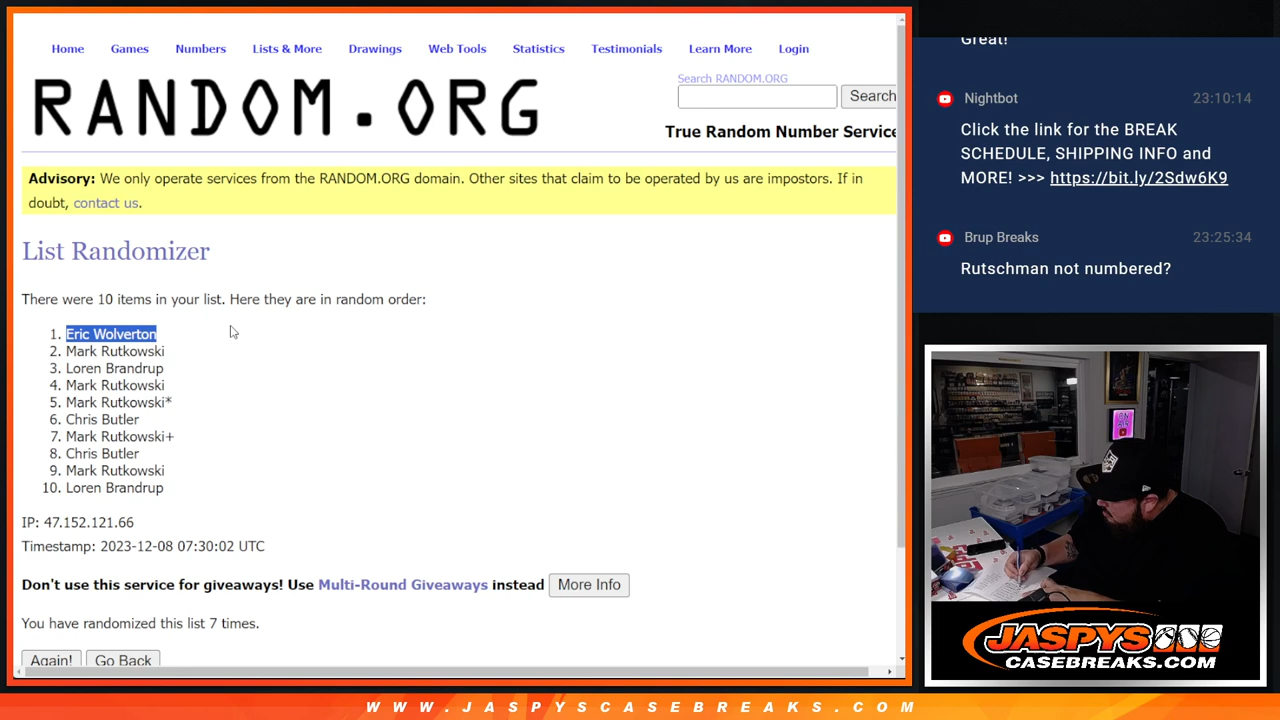 Home Games Numbers Lists & More Drawings Web Tools Statistics Testimonials Learn More Login
RANDOM.ORG
Search RANDOM.ORG
Search
True Random Number Service
Advisory: We only operate services from the RANDOM.ORG domain. Other sites that claim to be operated by us are impostors. If in
doubt, contact us.
List Randomizer
There were 10 items in your list. Here they are in random order:
1. Eric Wolverton
2. Mark Rutkowski
3. Loren Brandrup
4. Mark Rutkowski
5. Mark Rutkowski*
6. Chris Butler
7. Mark Rutkowski+
8. Chris Butler
9. Mark Rutkowski
10. Loren Brandrup
IP: 47.152.121.66
Timestamp: 2023-12-08 07:30:02 UTC
Don't use this service for giveaways! Use Multi-Round Giveaways instead More Info
You have randomized this list 7 times.
Again! Go Back
Great!
Nightbot 23:10:14
Click the link for the BREAK
SCHEDULE, SHIPPING INFO and
MORE! >>> https://bit.ly/2Sdw6K9
Brup Breaks 23:25:34
Rutschman not numbered?
ON
AIR
JASPYS
CASEBREAKS.COM
WWW.JASPYSCASEBREAKS.COM